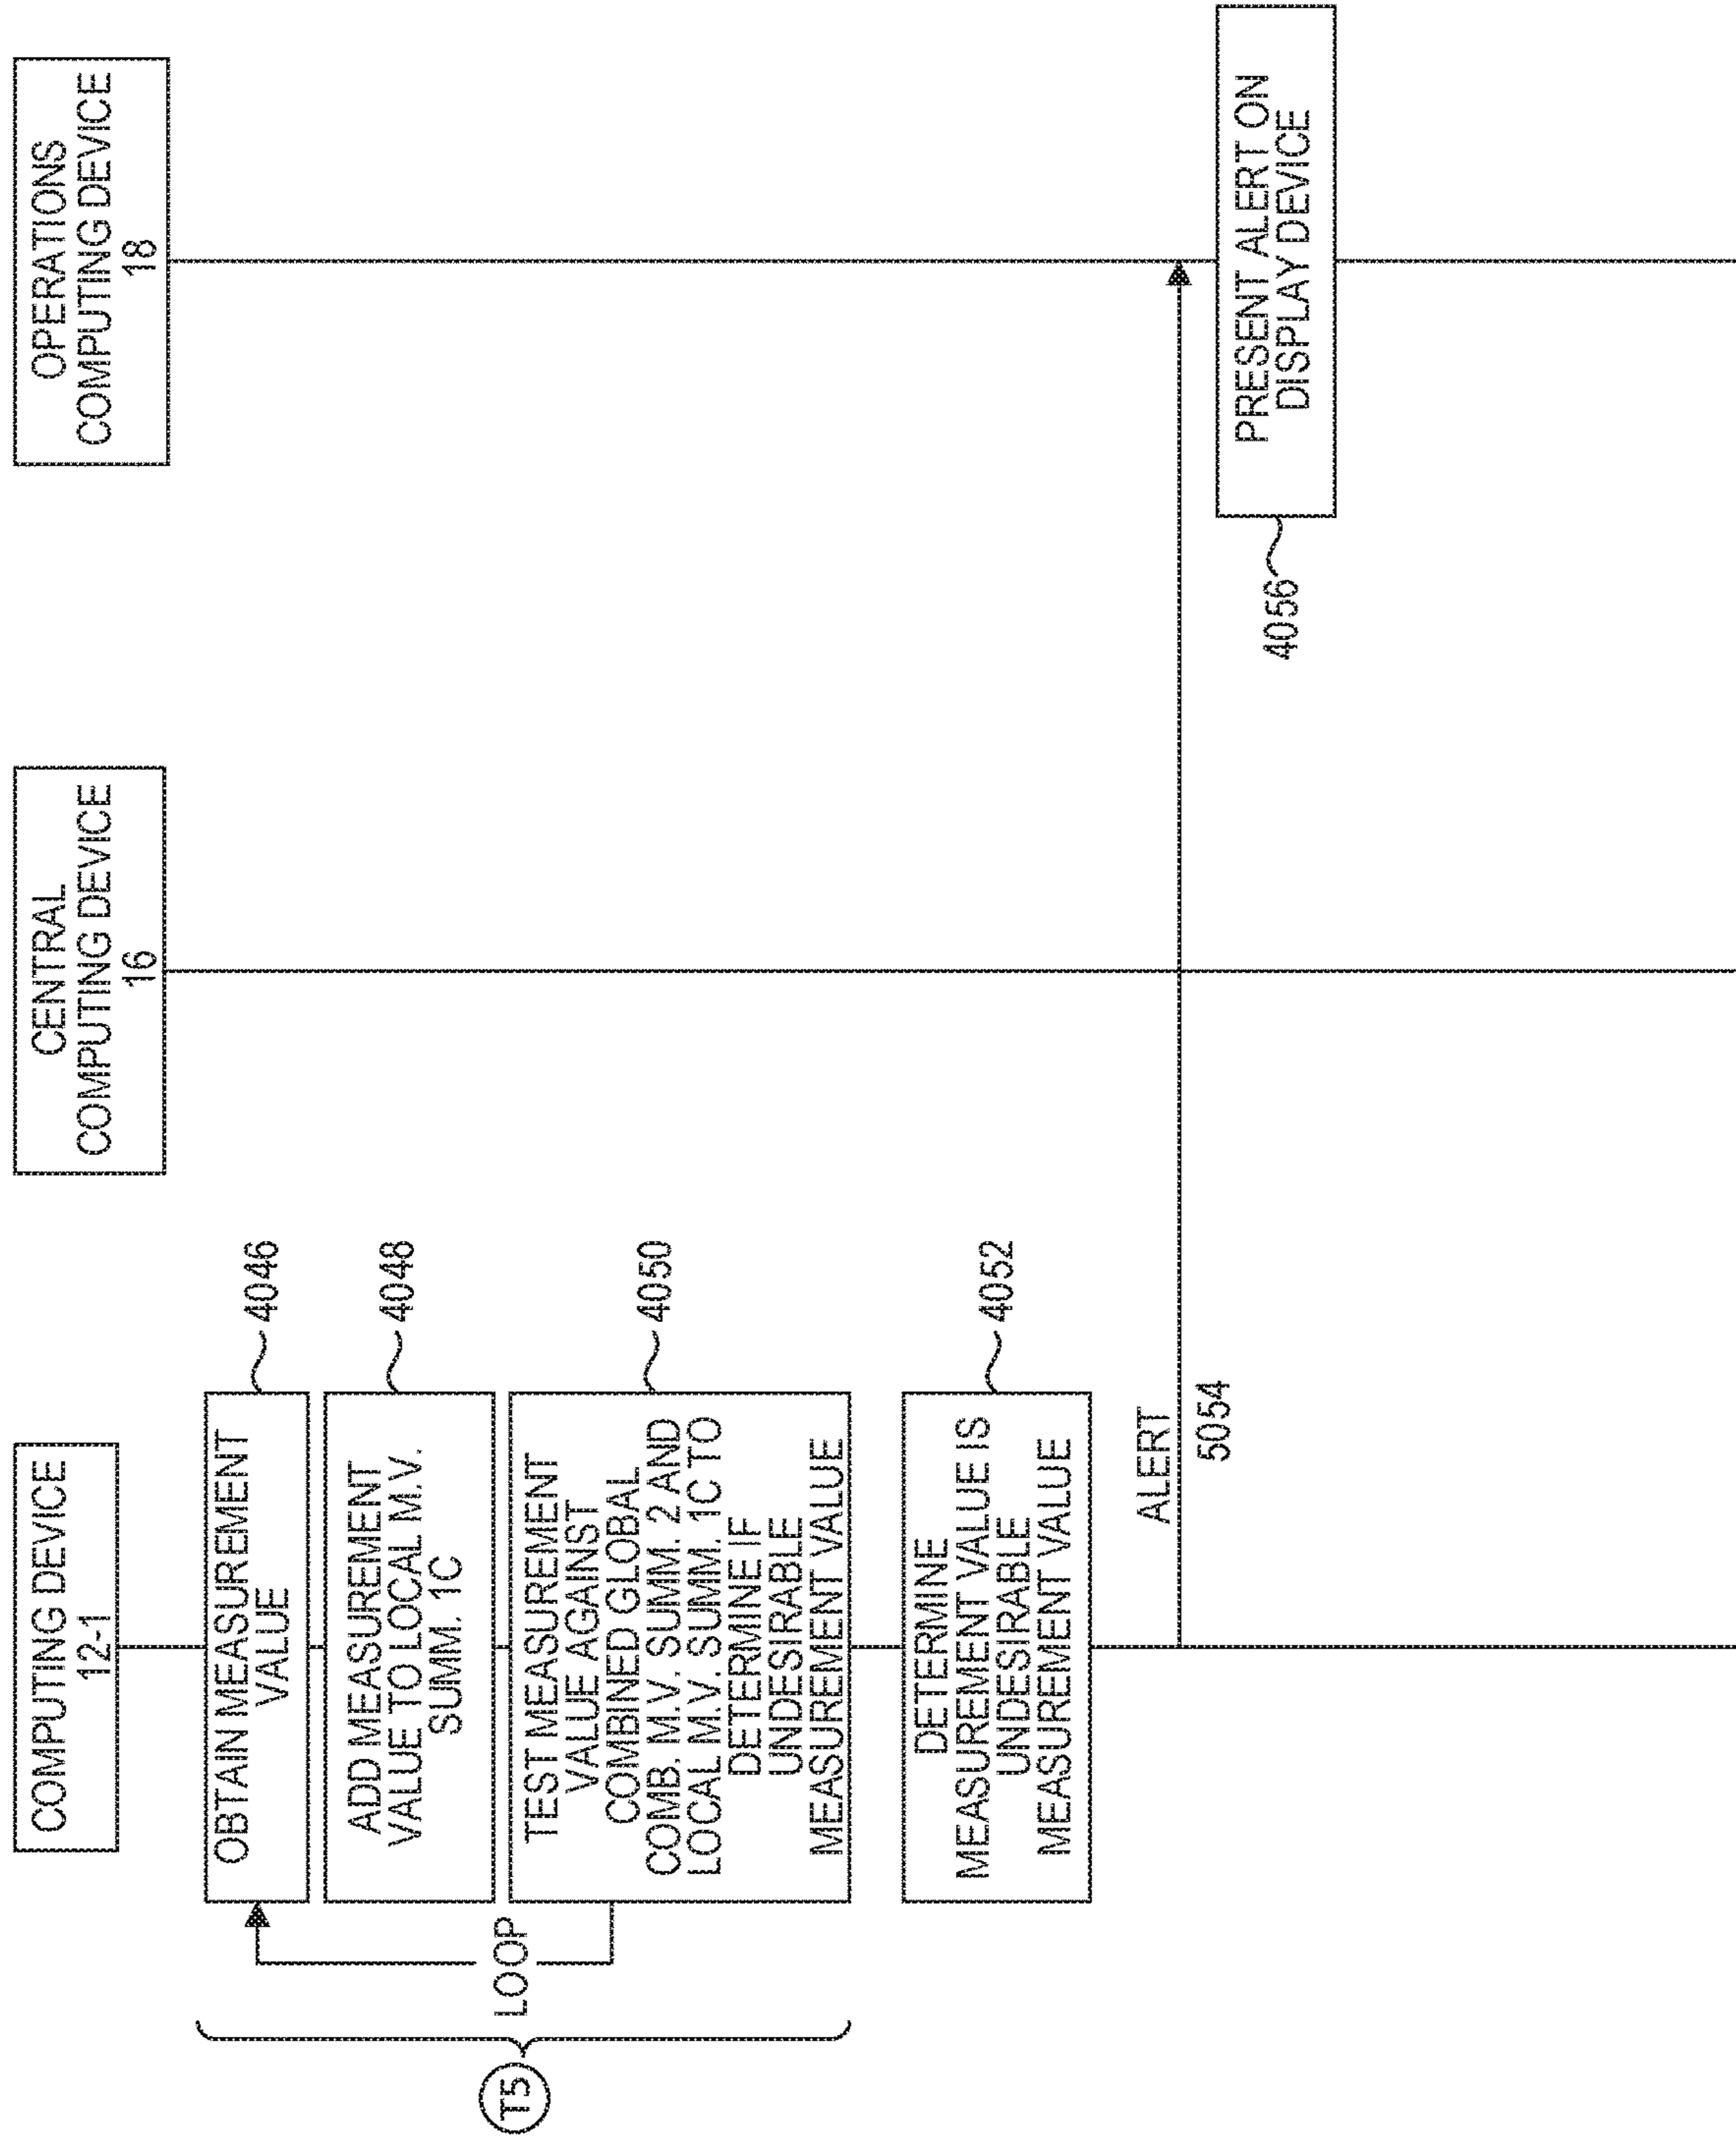 COMPUTING DEVICE
12-1
CENTRAL
COMPUTING DEVICE
16
OPERATIONS
COMPUTING DEVICE
18
OBTAIN MEASUREMENT
VALUE
4046
ADD MEASUREMENT
VALUE TO LOCAL M.V.
SUMM. 1C
4048
LOOP
T5
TEST MEASUREMENT
VALUE AGAINST
COMBINED GLOBAL
COMB. M.V. SUMM. 2 AND
LOCAL M.V. SUMM. 1C TO
DETERMINE IF
UNDESIRABLE
MEASUREMENT VALUE
4050
DETERMINE
MEASUREMENT VALUE IS
UNDESIRABLE
MEASUREMENT VALUE
4052
ALERT
5054
4056
PRESENT ALERT ON
DISPLAY DEVICE